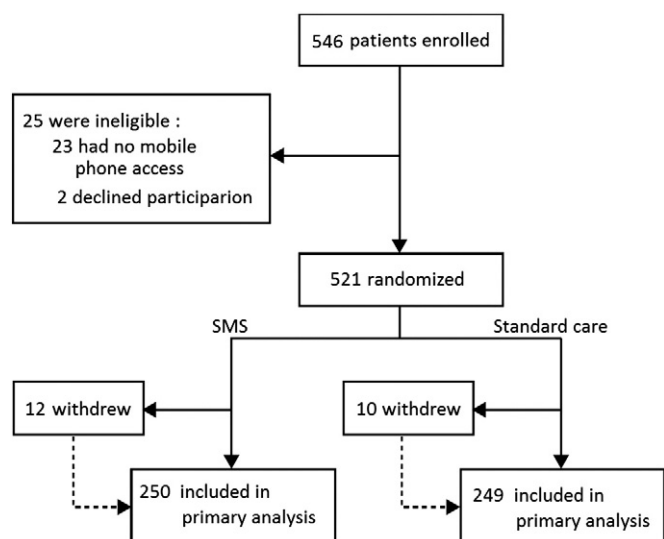 546 patients enrolled
25 were ineligible :
23 had no mobile
phone access
2 declined participarion
521 randomized
SMS
Standard care
12 withdrew
10 withdrew
250 included in
primary analysis
249 included in
primary analysis